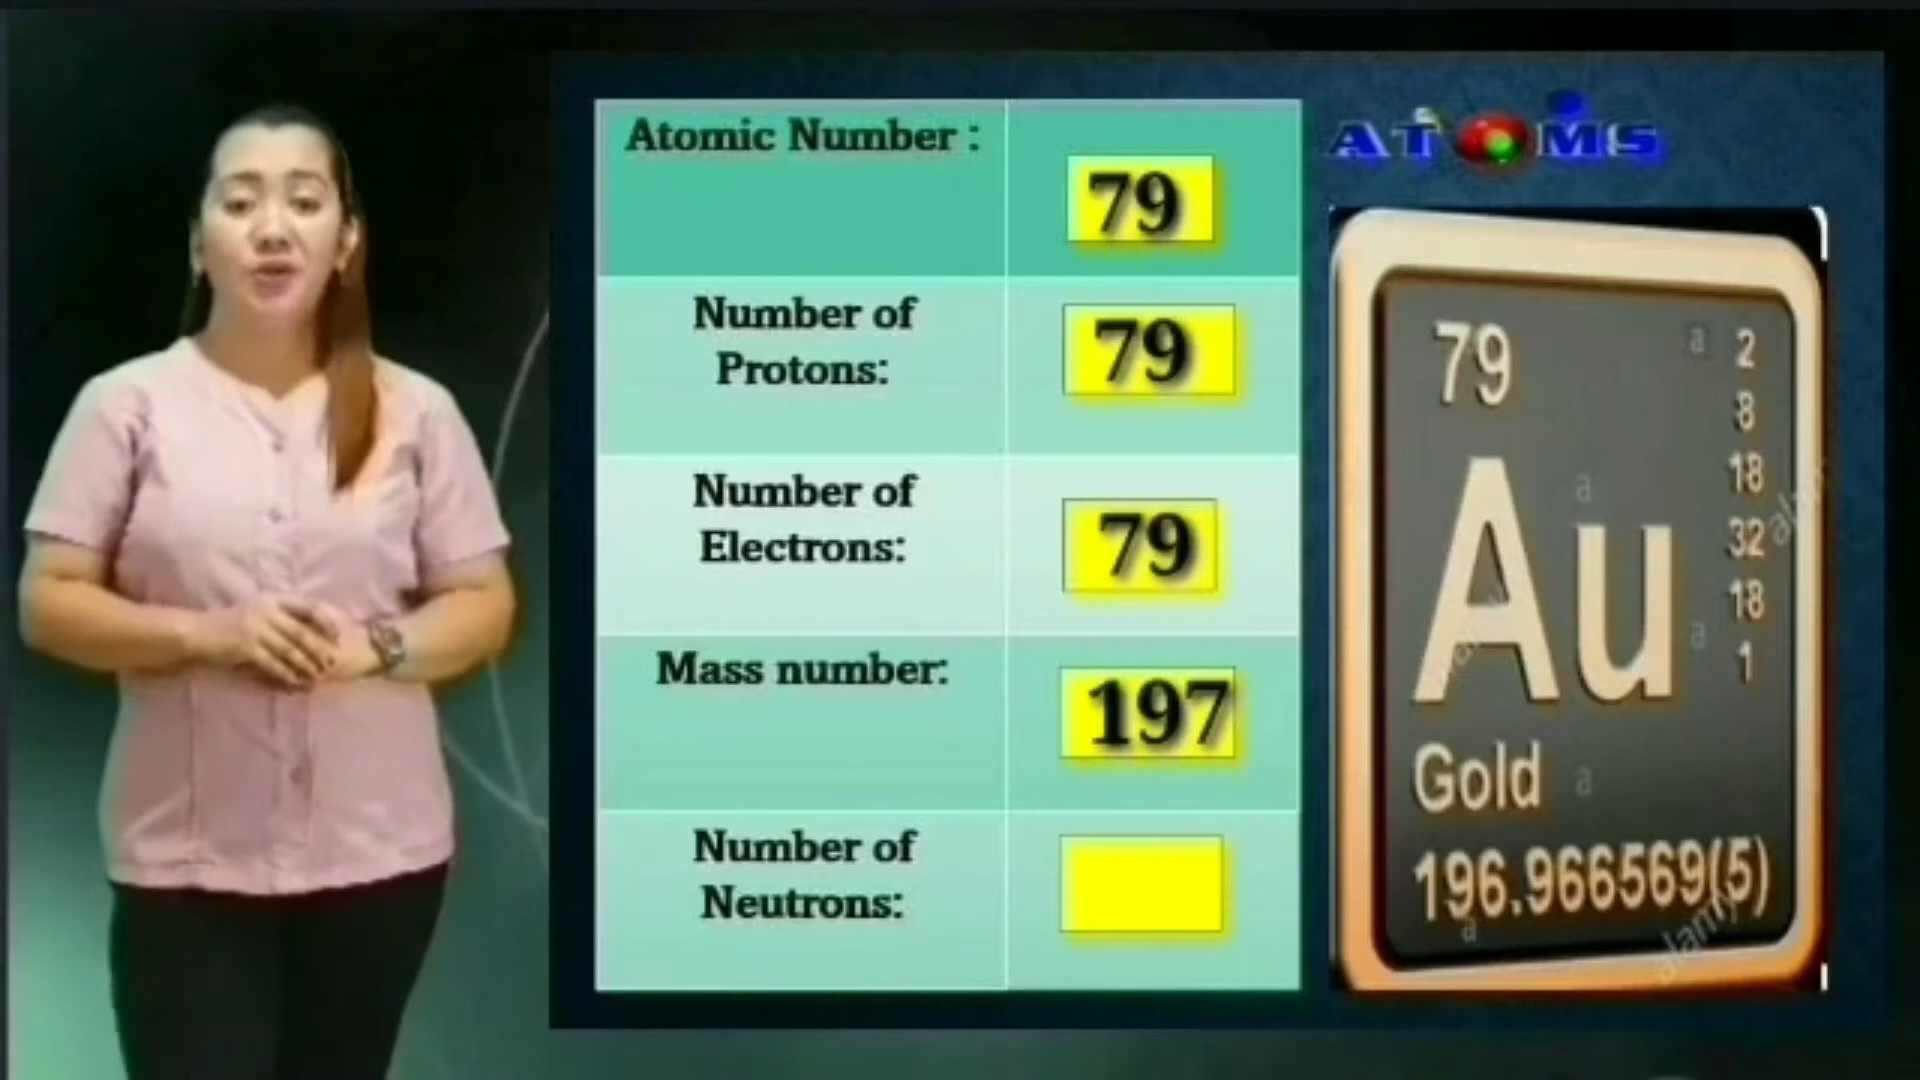 Atomic Number :
79
Number of
Protons:
79
Number of
Electrons:
79
Mass number:
197
Number of
Neutrons:
ATOMS
79
2
8
18
32
18
1
Au
Gold
196.966569(5)
a
a
a
a
a
alamy